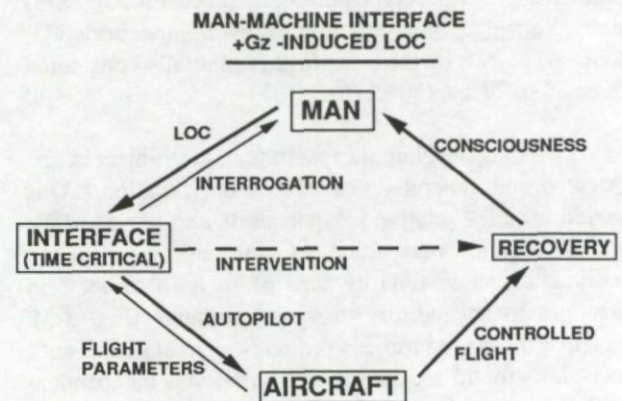 MAN-MACHINE INTERFACE
+Gz -INDUCED LOC
MAN
LOC
CONSCIOUSNESS
INTERROGATION
INTERFACE
(TIME CRITICAL)
RECOVERY
INTERVENTION
AUTOPILOT
FLIGHT
PARAMETERS
CONTROLLED
FLIGHT
AIRCRAFT